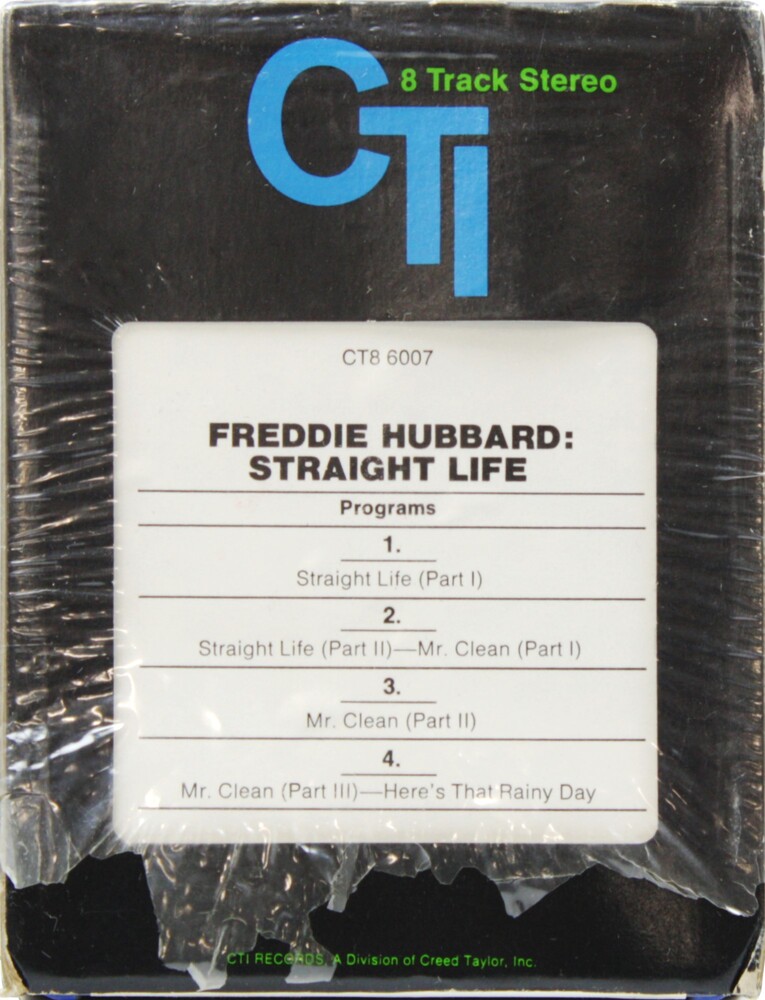 CTI
8 Track Stereo
CT8 6007
FREDDIE HUBBARD:
STRAIGHT LIFE
Programs
1.
Straight Life (Part I)
2.
Straight Life (Part II)—Mr. Clean (Part I)
3.
Mr. Clean (Part II)
4.
Mr. Clean (Part III)—Here's That Rainy Day
CTI RECORDS, A Division of Creed Taylor, Inc.